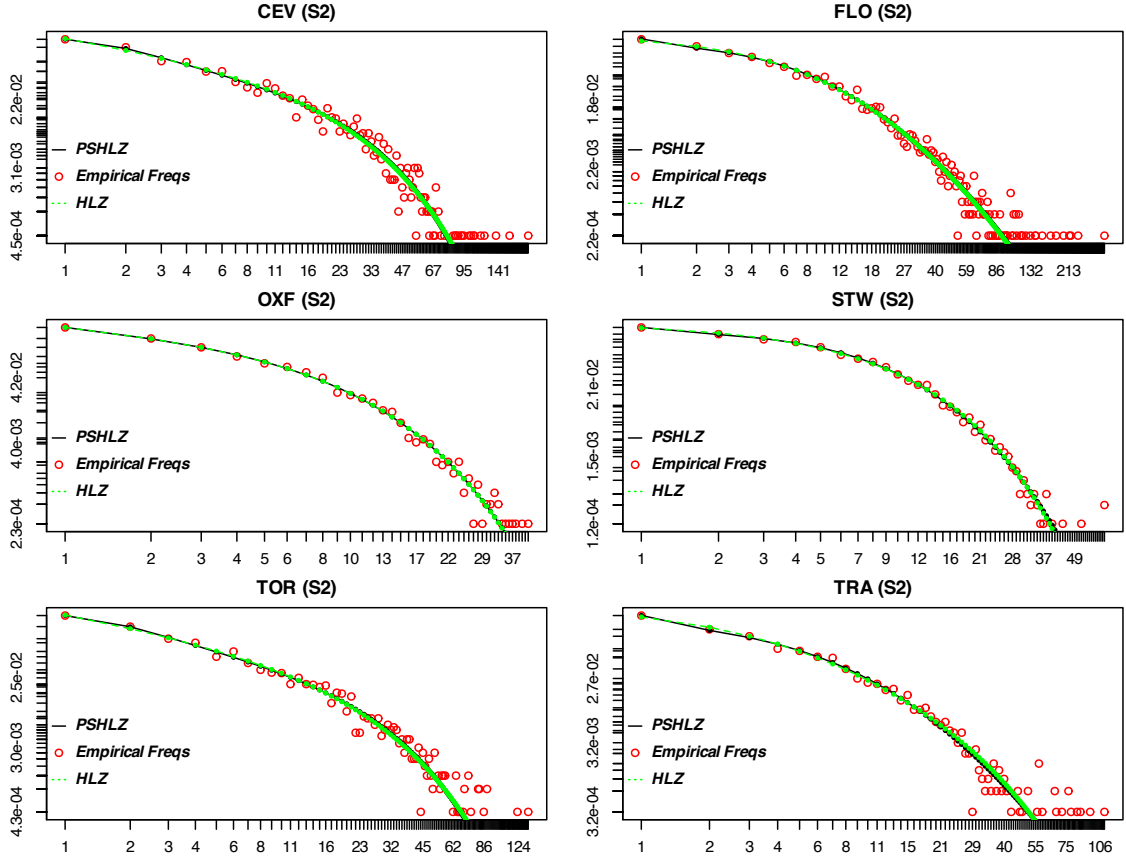 CEV (S2)
2.2e-02
3.1e-03
4.5e-04
PSHLZ
Empirical Freqs
HLZ
1 2 3 4 5 6 8 11 16 23 33 47 67 95 141
FLO (S2)
1.8e-02
2.2e-03
2.2e-04
PSHLZ
Empirical Freqs
HLZ
1 2 3 4 6 8 12 18 27 40 59 86 132 213
OXF (S2)
4.2e-02
4.0e-03
2.3e-04
PSHLZ
Empirical Freqs
HLZ
1 2 3 4 5 6 8 10 13 17 22 29 37
STW (S2)
2.1e-02
1.5e-03
1.2e-04
PSHLZ
Empirical Freqs
HLZ
1 2 3 4 5 7 9 12 16 21 28 37 49
TOR (S2)
2.5e-02
3.0e-03
4.3e-04
PSHLZ
Empirical Freqs
HLZ
1 2 3 4 6 8 11 16 23 32 45 62 86 124
TRA (S2)
2.7e-02
3.2e-03
3.2e-04
PSHLZ
Empirical Freqs
HLZ
1 2 3 4 6 8 11 15 21 29 40 55 75 106